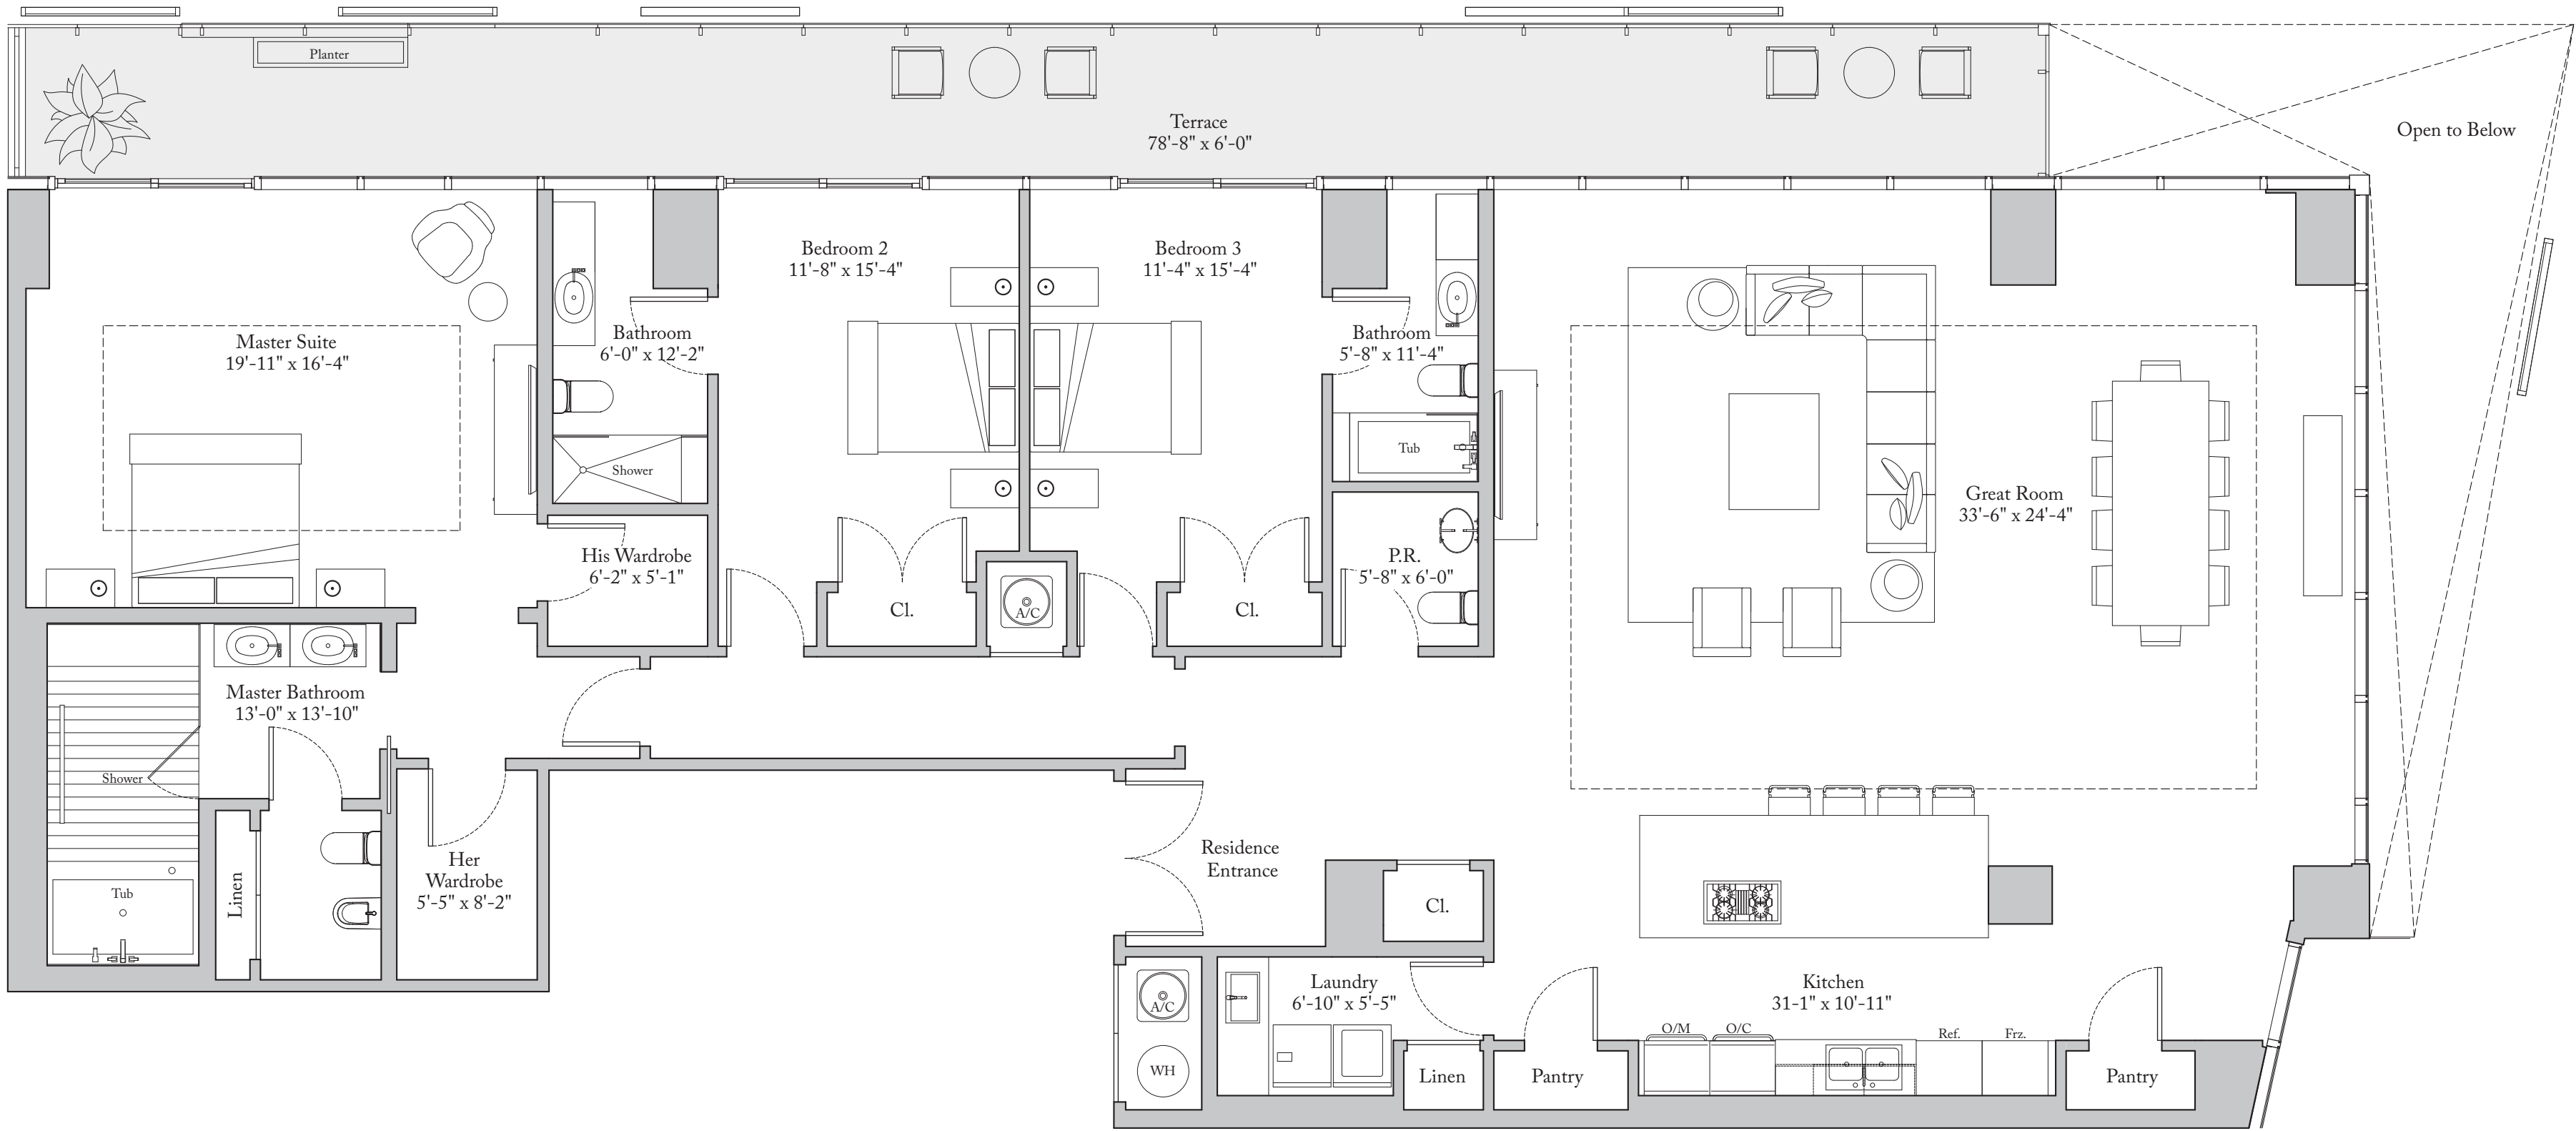 Planter
Terrace
78'-8" x 6'-0"
Open to Below
Master Suite
19'-11" x 16'-4"
Bathroom
6'-0" x 12'-2"
Shower
Bedroom 2
11'-8" x 15'-4"
Bedroom 3
11'-4" x 15'-4"
Bathroom
5'-8" x 11'-4"
Tub
Great Room
33'-6" x 24'-4"
His Wardrobe
6'-2" x 5'-1"
Cl.
A/C
Cl.
P.R.
5'-8" x 6'-0"
Master Bathroom
13'-0" x 13'-10"
Shower
Tub
Linen
Her
Wardrobe
5'-5" x 8'-2"
Residence
Entrance
Cl.
A/C
WH
Laundry
6'-10" x 5'-5"
Linen
Pantry
Kitchen
31-1" x 10'-11"
O/M
O/C
Ref.
Frz.
Pantry